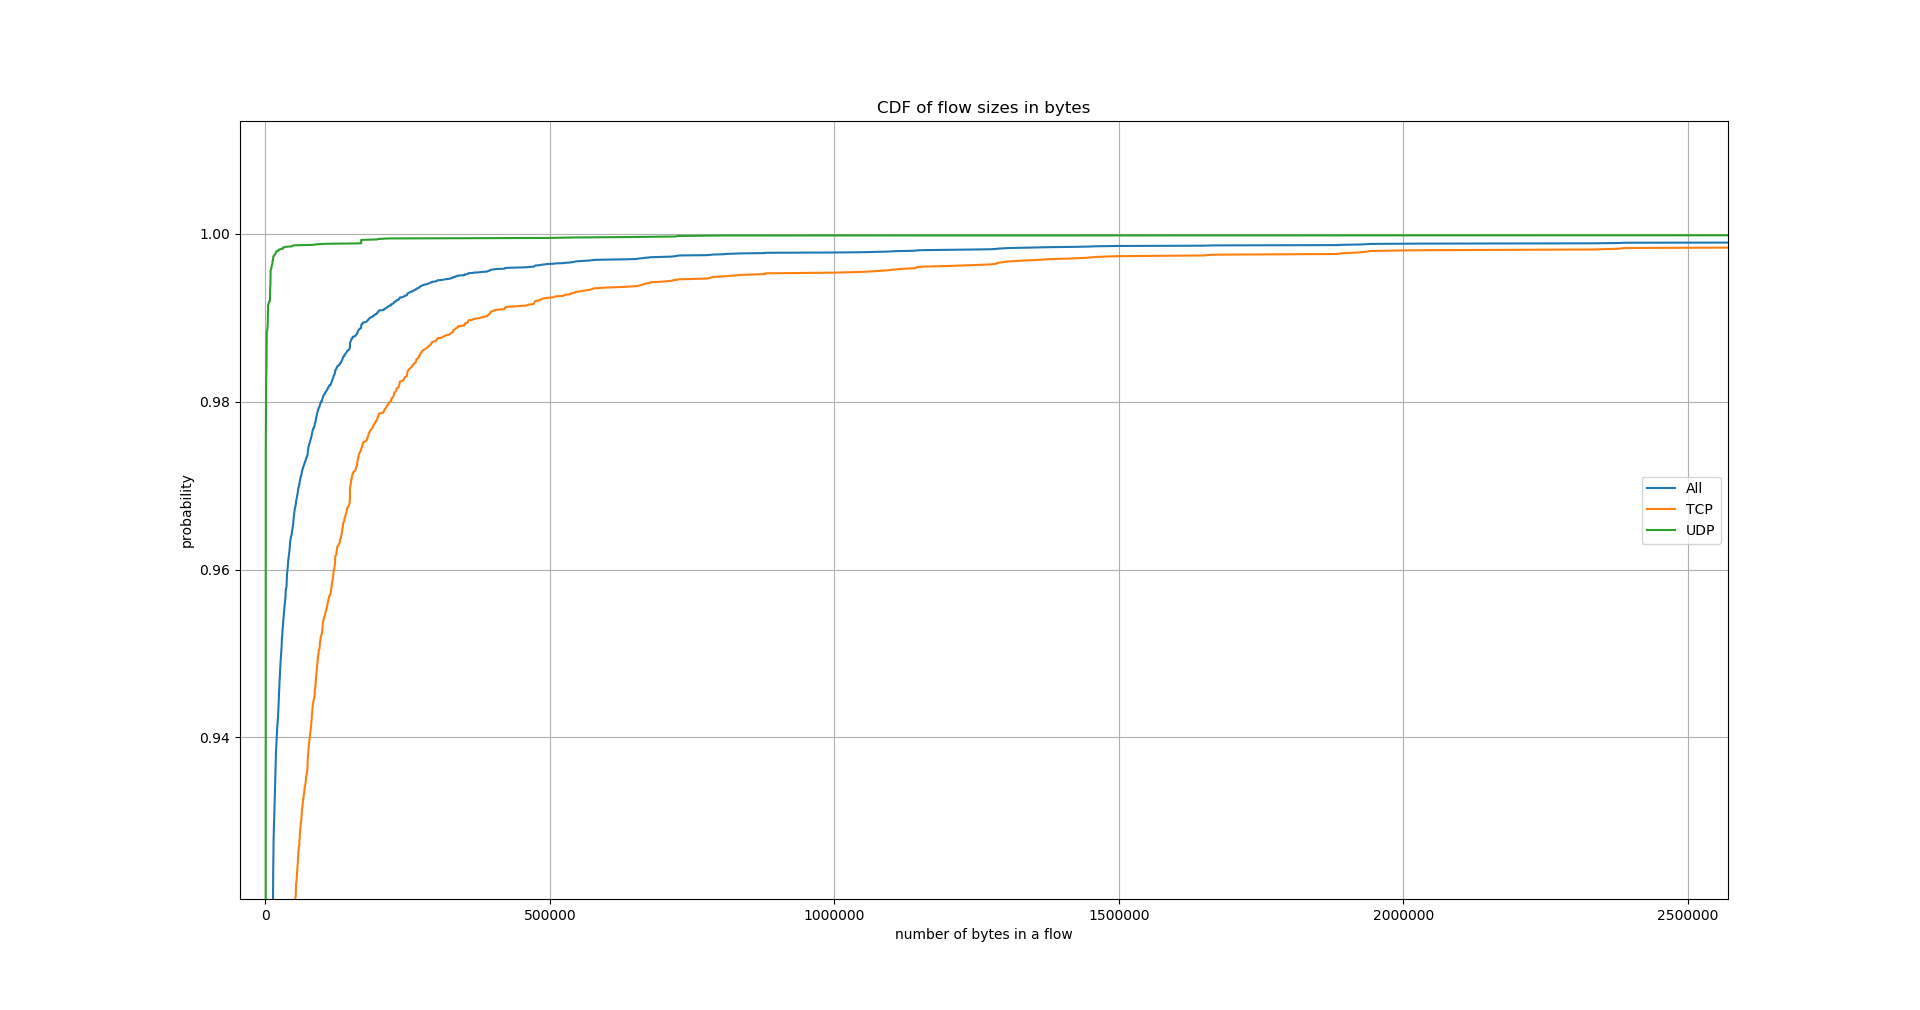 CDF of flow sizes in bytes
1.00
0.98
0.96
0.94
probability
All
TCP
UDP
0 500000 1000000 1500000 2000000 2500000
number of bytes in a flow